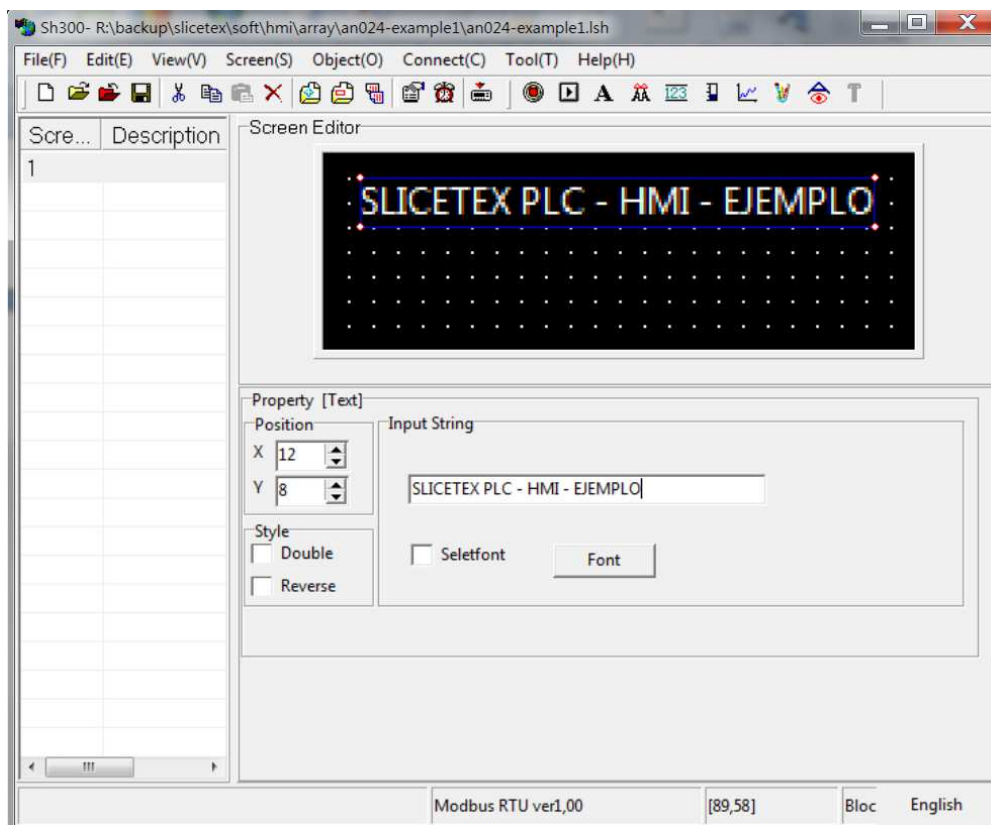 Sh300- R:\backup\slicetex\soft\hmi\array\an024-example1\an024-example1.lsh
File(F) Edit(E) View(V) Screen(S) Object(O) Connect(C) Tool(T) Help(H)
A 123 T
Scre... Description
1
Screen Editor
SLICETEX PLC - HMI - EJEMPLO
Property [Text]
Position
X 12
Y 8
Style
Double
Reverse
Input String
SLICETEX PLC - HMI - EJEMPLO
Seletfont
Font
Modbus RTU ver1,00 [89,58] Bloc English